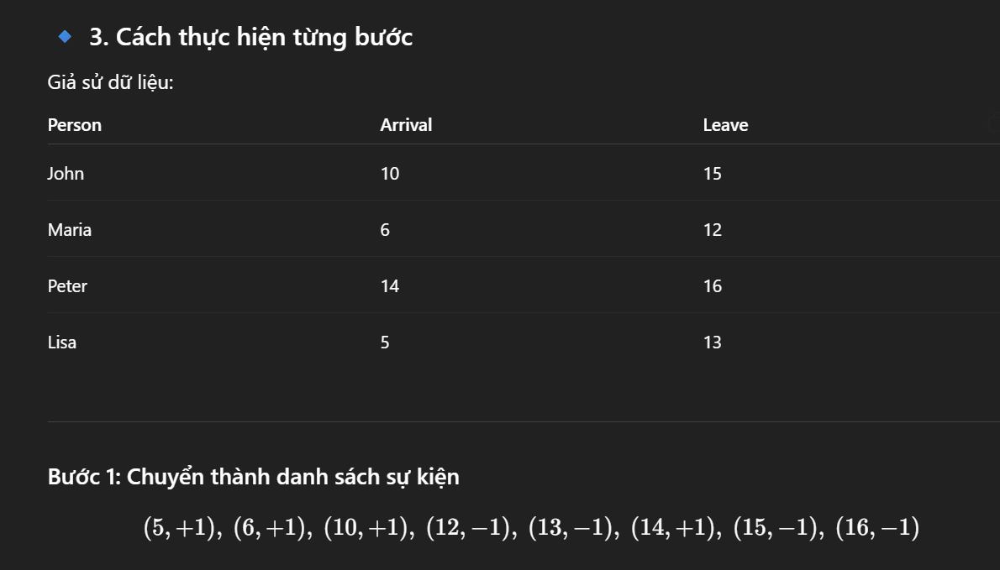 3. Cách thực hiện từng bước
Giả sử dữ liệu:
Person Arrival Leave
John 10 15
Maria 6 12
Peter 14 16
Lisa 5 13
Bước 1: Chuyển thành danh sách sự kiện
(5, +1), (6, +1), (10, +1), (12, −1), (13, −1), (14, +1), (15, −1), (16, −1)